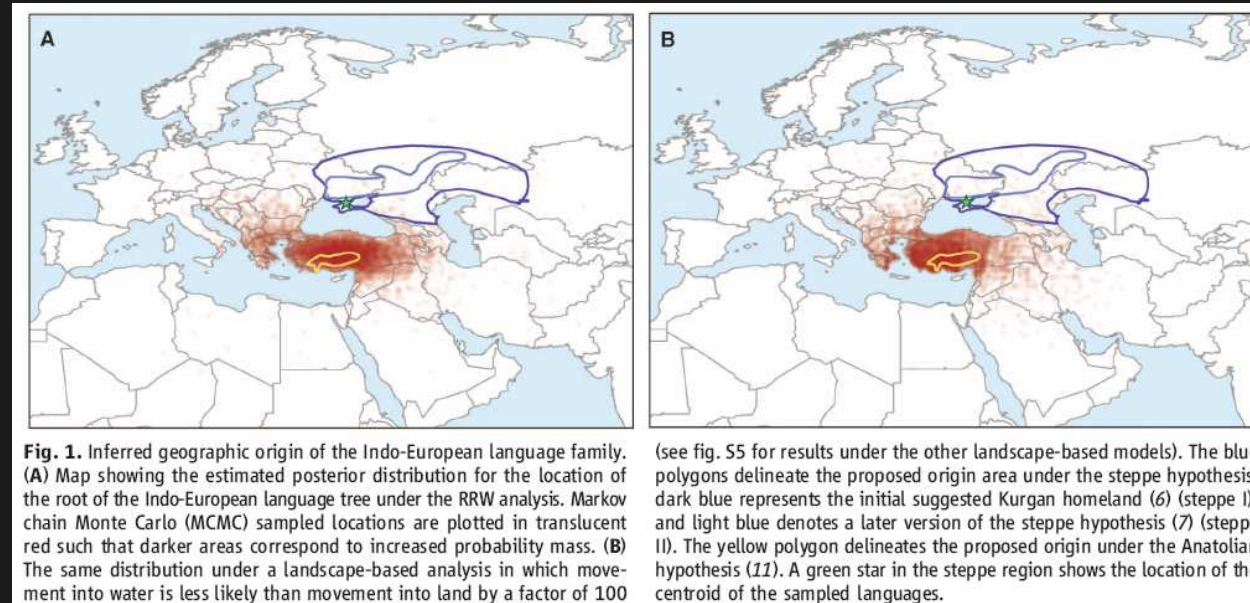 A
B
Fig. 1. Inferred geographic origin of the Indo-European language family.
(A) Map showing the estimated posterior distribution for the location of
the root of the Indo-European language tree under the RRW analysis. Markov
chain Monte Carlo (MCMC) sampled locations are plotted in translucent
red such that darker areas correspond to increased probability mass. (B)
The same distribution under a landscape-based analysis in which move-
ment into water is less likely than movement into land by a factor of 100
(see fig. S5 for results under the other landscape-based models). The blu
polygons delineate the proposed origin area under the steppe hypothesis
dark blue represents the initial suggested Kurgan homeland (6) (steppe I)
and light blue denotes a later version of the steppe hypothesis (7) (stepp
II). The yellow polygon delineates the proposed origin under the Anatolian
hypothesis (11). A green star in the steppe region shows the location of th
centroid of the sampled languages.